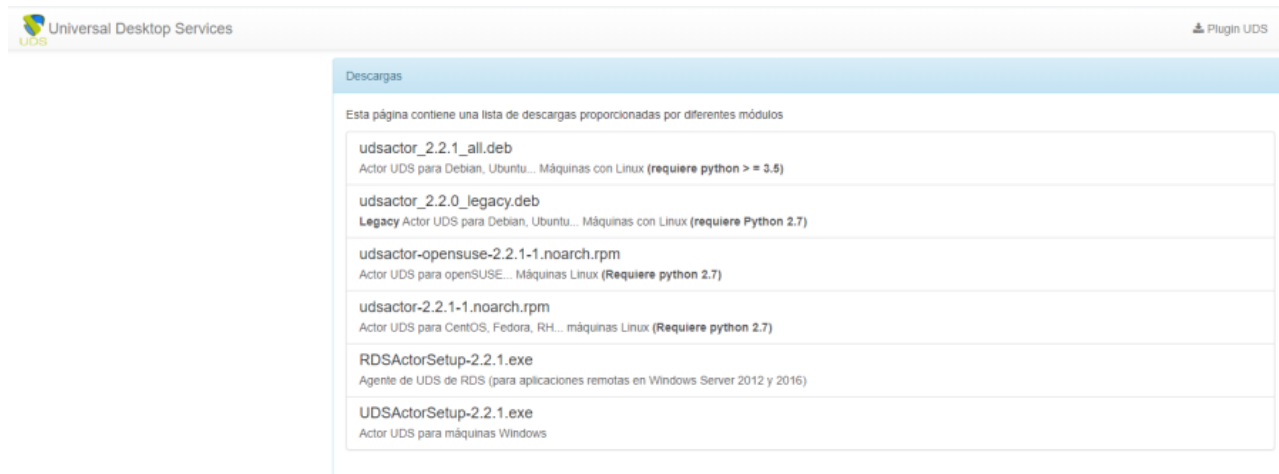 UDS
Universal Desktop Services
Plugin UDS
Descargas
Esta página contiene una lista de descargas proporcionadas por diferentes módulos
udsactor_2.2.1_all.deb
Actor UDS para Debian, Ubuntu... Máquinas con Linux (requiere python > = 3.5)
udsactor_2.2.0_legacy.deb
Legacy Actor UDS para Debian, Ubuntu... Máquinas con Linux (requiere Python 2.7)
udsactor-opensuse-2.2.1-1.noarch.rpm
Actor UDS para openSUSE... Máquinas Linux (Requiere python 2.7)
udsactor-2.2.1-1.noarch.rpm
Actor UDS para CentOS, Fedora, RH... máquinas Linux (Requiere python 2.7)
RDSActorSetup-2.2.1.exe
Agente de UDS de RDS (para aplicaciones remotas en Windows Server 2012 y 2016)
UDSActorSetup-2.2.1.exe
Actor UDS para máquinas Windows